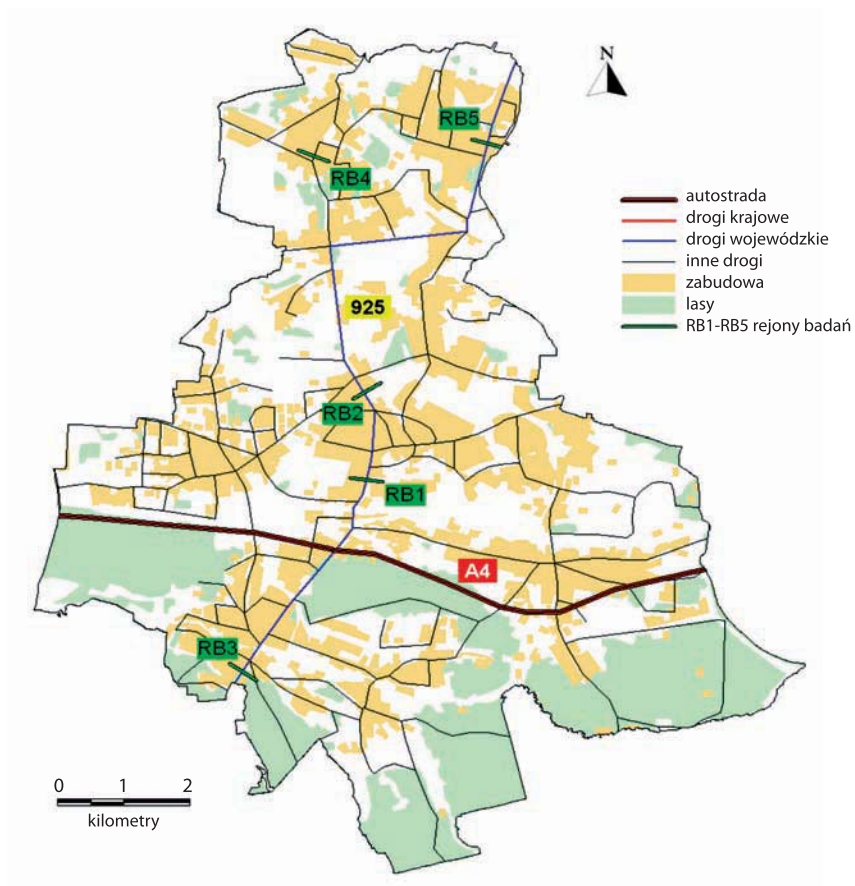 N
RB5
RB4
autostrada
drogi krajowe
drogi wojewódzkie
inne drogi
zabudowa
lasy
RB1-RB5 rejony badań
925
RB2
RB1
A4
RB3
0 1 2
kilometry